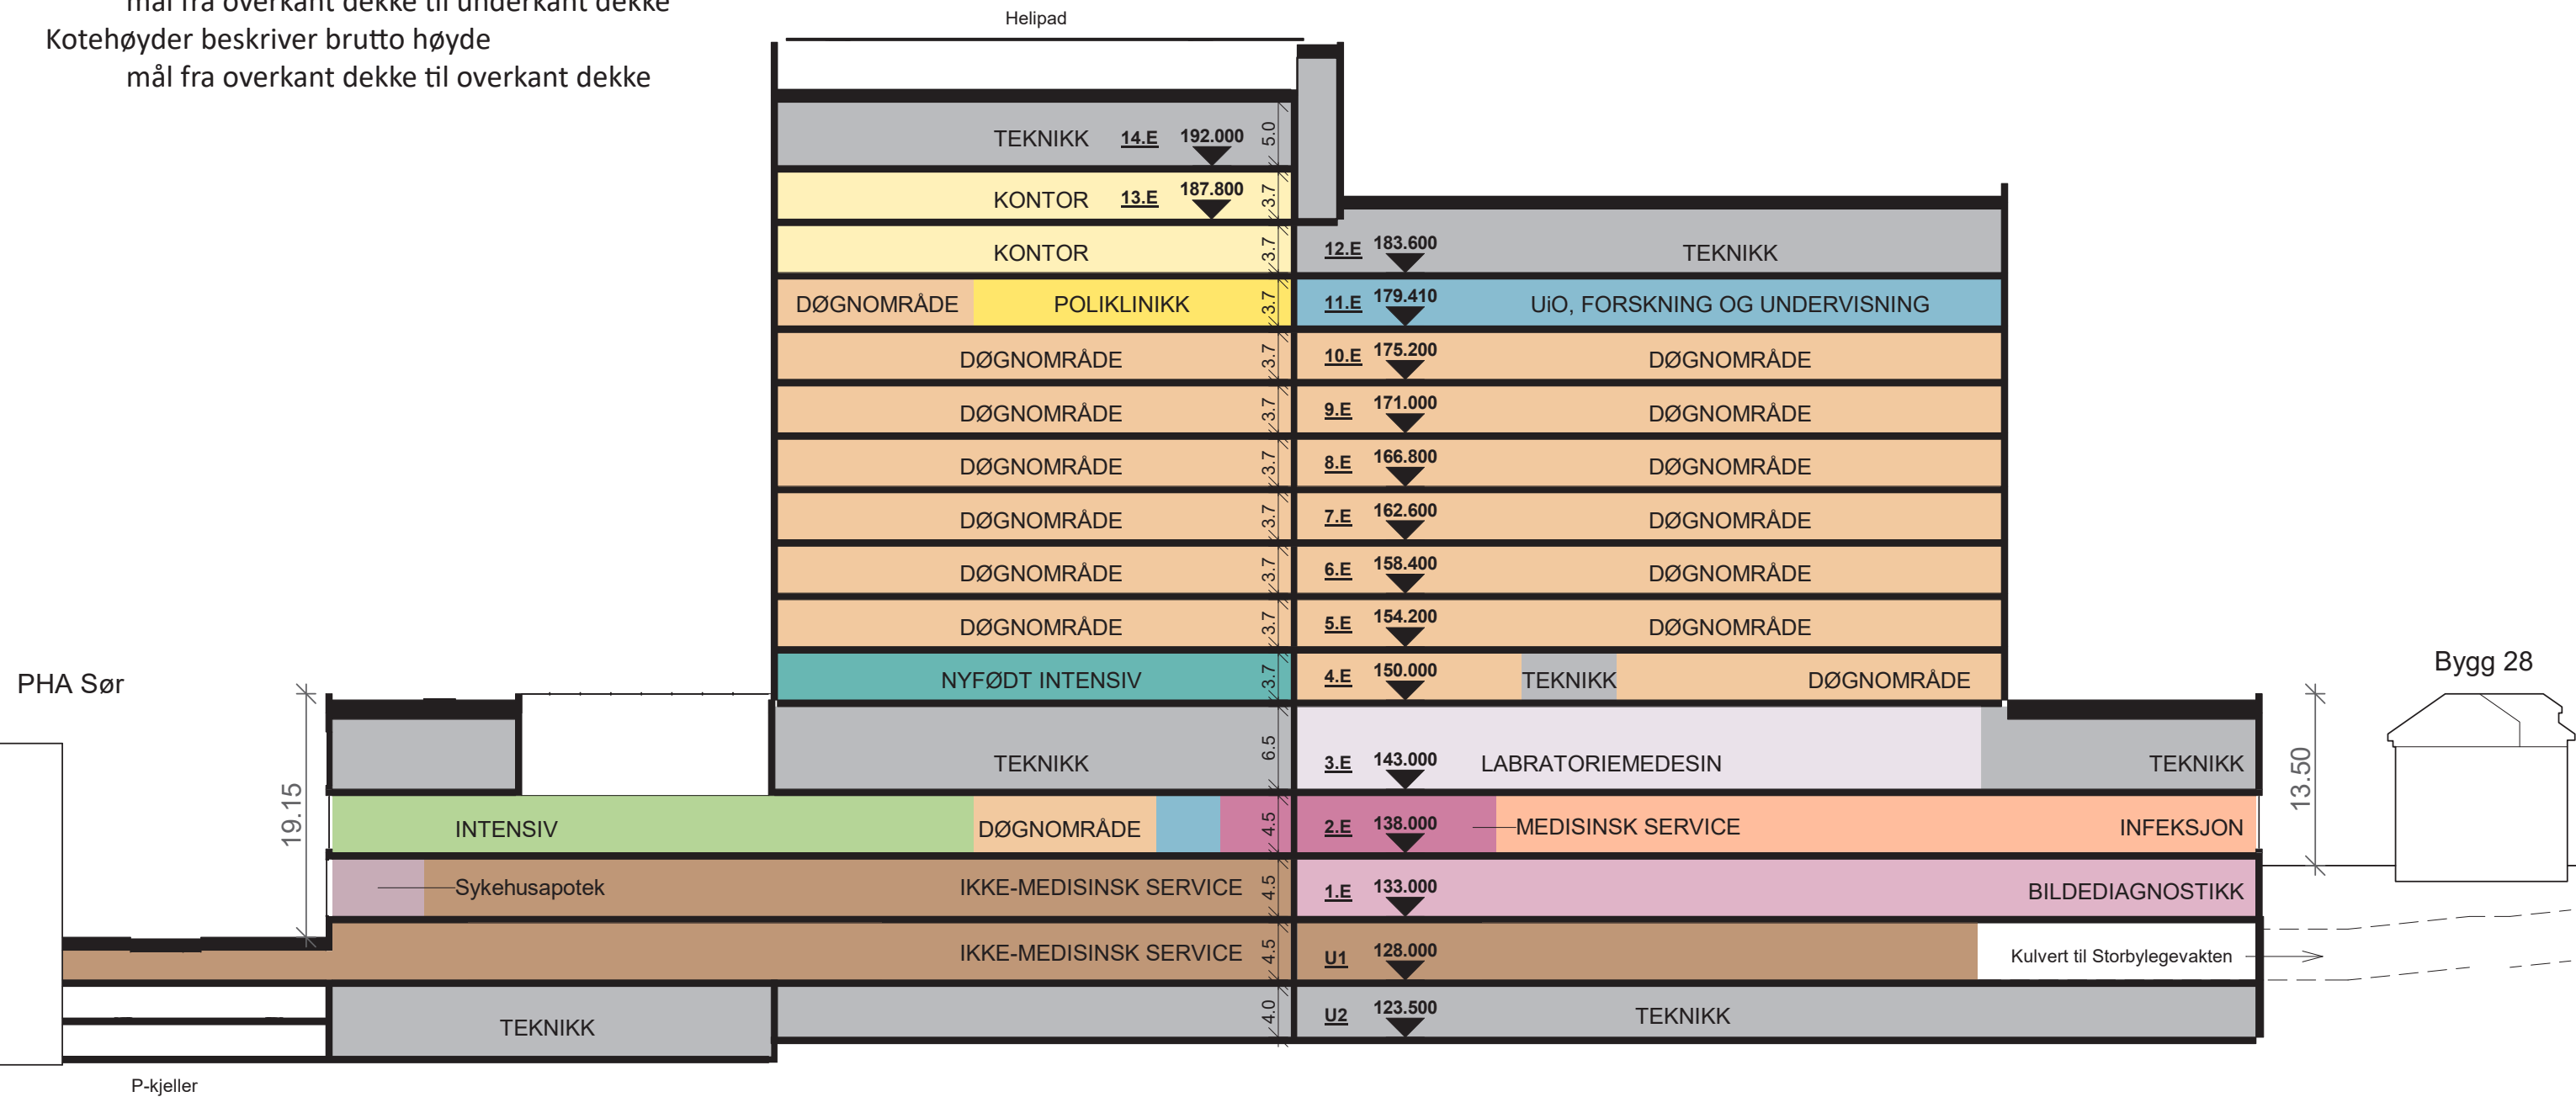 mål fra overkant dekke til underkant dekke
Kotehøyder beskriver brutto høyde
mål fra overkant dekke til overkant dekke
Helipad
TEKNIKK 14.E 192.000 5.0
KONTOR 13.E 187.800 3.7
KONTOR 3.7 12.E 183.600 TEKNIKK
DØGNOMRÅDE POLIKLINIKK 3.7 11.E 179.410 UiO, FORSKNING OG UNDERVISNING
DØGNOMRÅDE 3.7 10.E 175.200 DØGNOMRÅDE
DØGNOMRÅDE 3.7 9.E 171.000 DØGNOMRÅDE
DØGNOMRÅDE 3.7 8.E 166.800 DØGNOMRÅDE
DØGNOMRÅDE 3.7 7.E 162.600 DØGNOMRÅDE
DØGNOMRÅDE 3.7 6.E 158.400 DØGNOMRÅDE
DØGNOMRÅDE 3.7 5.E 154.200 DØGNOMRÅDE
NYFØDT INTENSIV 3.7 4.E 150.000 TEKNIKK DØGNOMRÅDE
PHA Sør
Bygg 28
TEKNIKK 6.5 3.E 143.000 LABRATORIEMEDESIN TEKNIKK
19.15
13.50
INTENSIV DØGNOMRÅDE 4.5 2.E 138.000 MEDISINSK SERVICE INFEKSJON
Sykehusapotek IKKE-MEDISINSK SERVICE 4.5 1.E 133.000 BILDEDIAGNOSTIKK
IKKE-MEDISINSK SERVICE 4.5 U1 128.000 Kulvert til Storbylegevakten
TEKNIKK 4.0 U2 123.500 TEKNIKK
P-kjeller